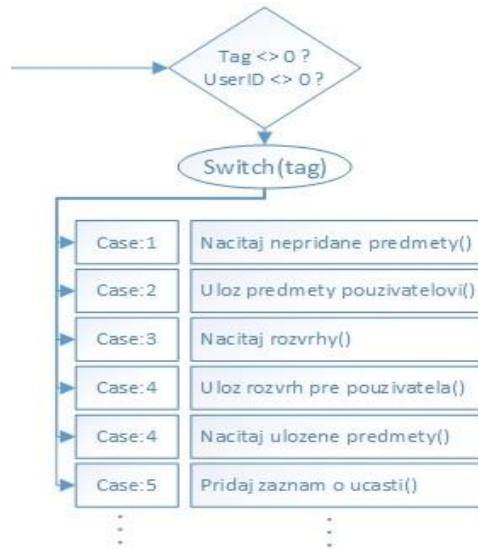 Tag <> 0 ?
UserID <> 0 ?
Switch(tag)
Case:1 Nacitaj nepridane predmety()
Case:2 Uloz predmety pouzivatelovi()
Case:3 Nacitaj rozvrhy()
Case:4 Uloz rozvrh pre pouzivatela()
Case:4 Nacitaj ulozene predmety()
Case:5 Pridaj zaznam o ucasti()